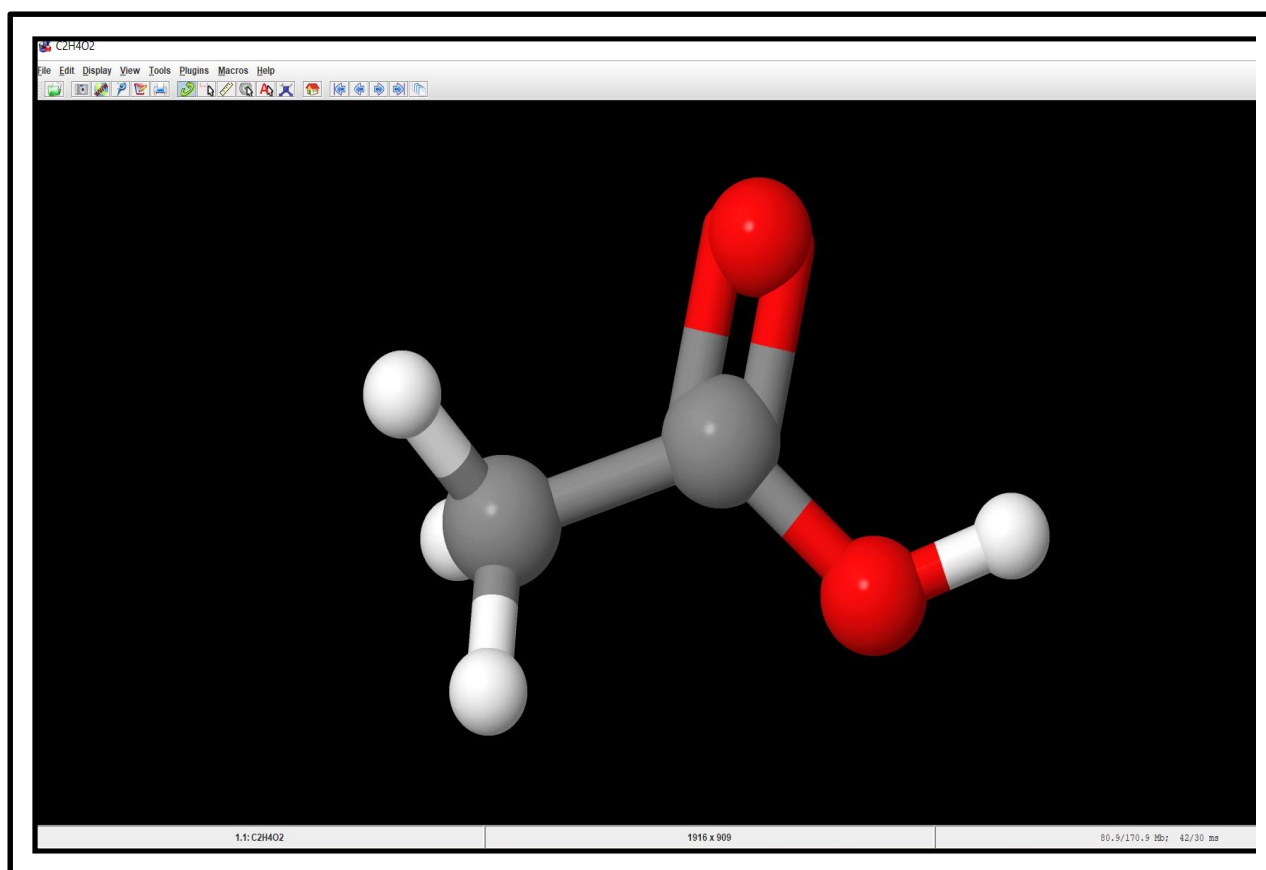 C2H4O2
File Edit Display View Tools Plugins Macros Help
1.1: C2H4O2 1916 x 909 80.9/170.9 Mb; 42/30 ms